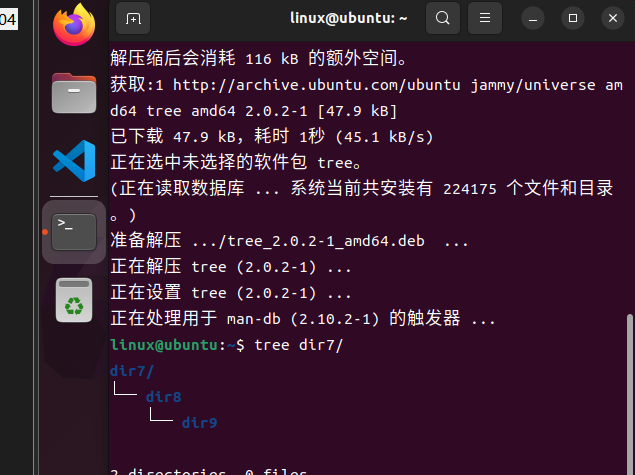 04
linux@ubuntu: ~
解压缩后会消耗 116 kB 的额外空间。
获取:1 http://archive.ubuntu.com/ubuntu jammy/universe am
d64 tree amd64 2.0.2-1 [47.9 kB]
已下载 47.9 kB，耗时 1秒 (45.1 kB/s)
正在选中未选择的软件包 tree。
(正在读取数据库 ... 系统当前共安装有 224175 个文件和目录
。)
准备解压 .../tree_2.0.2-1_amd64.deb  ...
正在解压 tree (2.0.2-1) ...
正在设置 tree (2.0.2-1) ...
正在处理用于 man-db (2.10.2-1) 的触发器 ...
linux@ubuntu:~$ tree dir7/
dir7/
└── dir8
    └── dir9
2 directories, 0 files